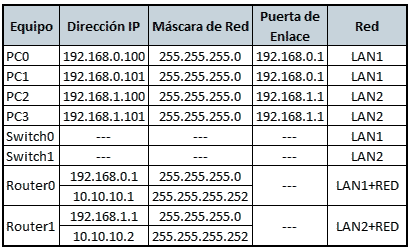 Equipo Dirección IP Máscara de Red Puerta de Enlace Red
PC0 192.168.0.100 255.255.255.0 192.168.0.1 LAN1
PC1 192.168.0.101 255.255.255.0 192.168.0.1 LAN1
PC2 192.168.1.100 255.255.255.0 192.168.1.1 LAN2
PC3 192.168.1.101 255.255.255.0 192.168.1.1 LAN2
Switch0 --- --- --- LAN1
Switch1 --- --- --- LAN2
Router0 192.168.0.1 255.255.255.0 --- LAN1+RED
10.10.10.1 255.255.255.252
Router1 192.168.1.1 255.255.255.0 --- LAN2+RED
10.10.10.2 255.255.255.252